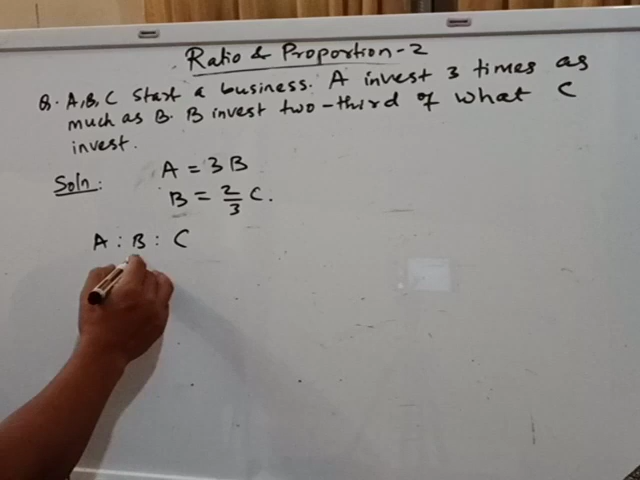 Ratio & Proportion-2
Q. A, B, C Start a business. A invest 3 times as
much as B. B invest two-third of what C
invest.
Soln: A = 3B
B = 2/3 C.
A : B : C